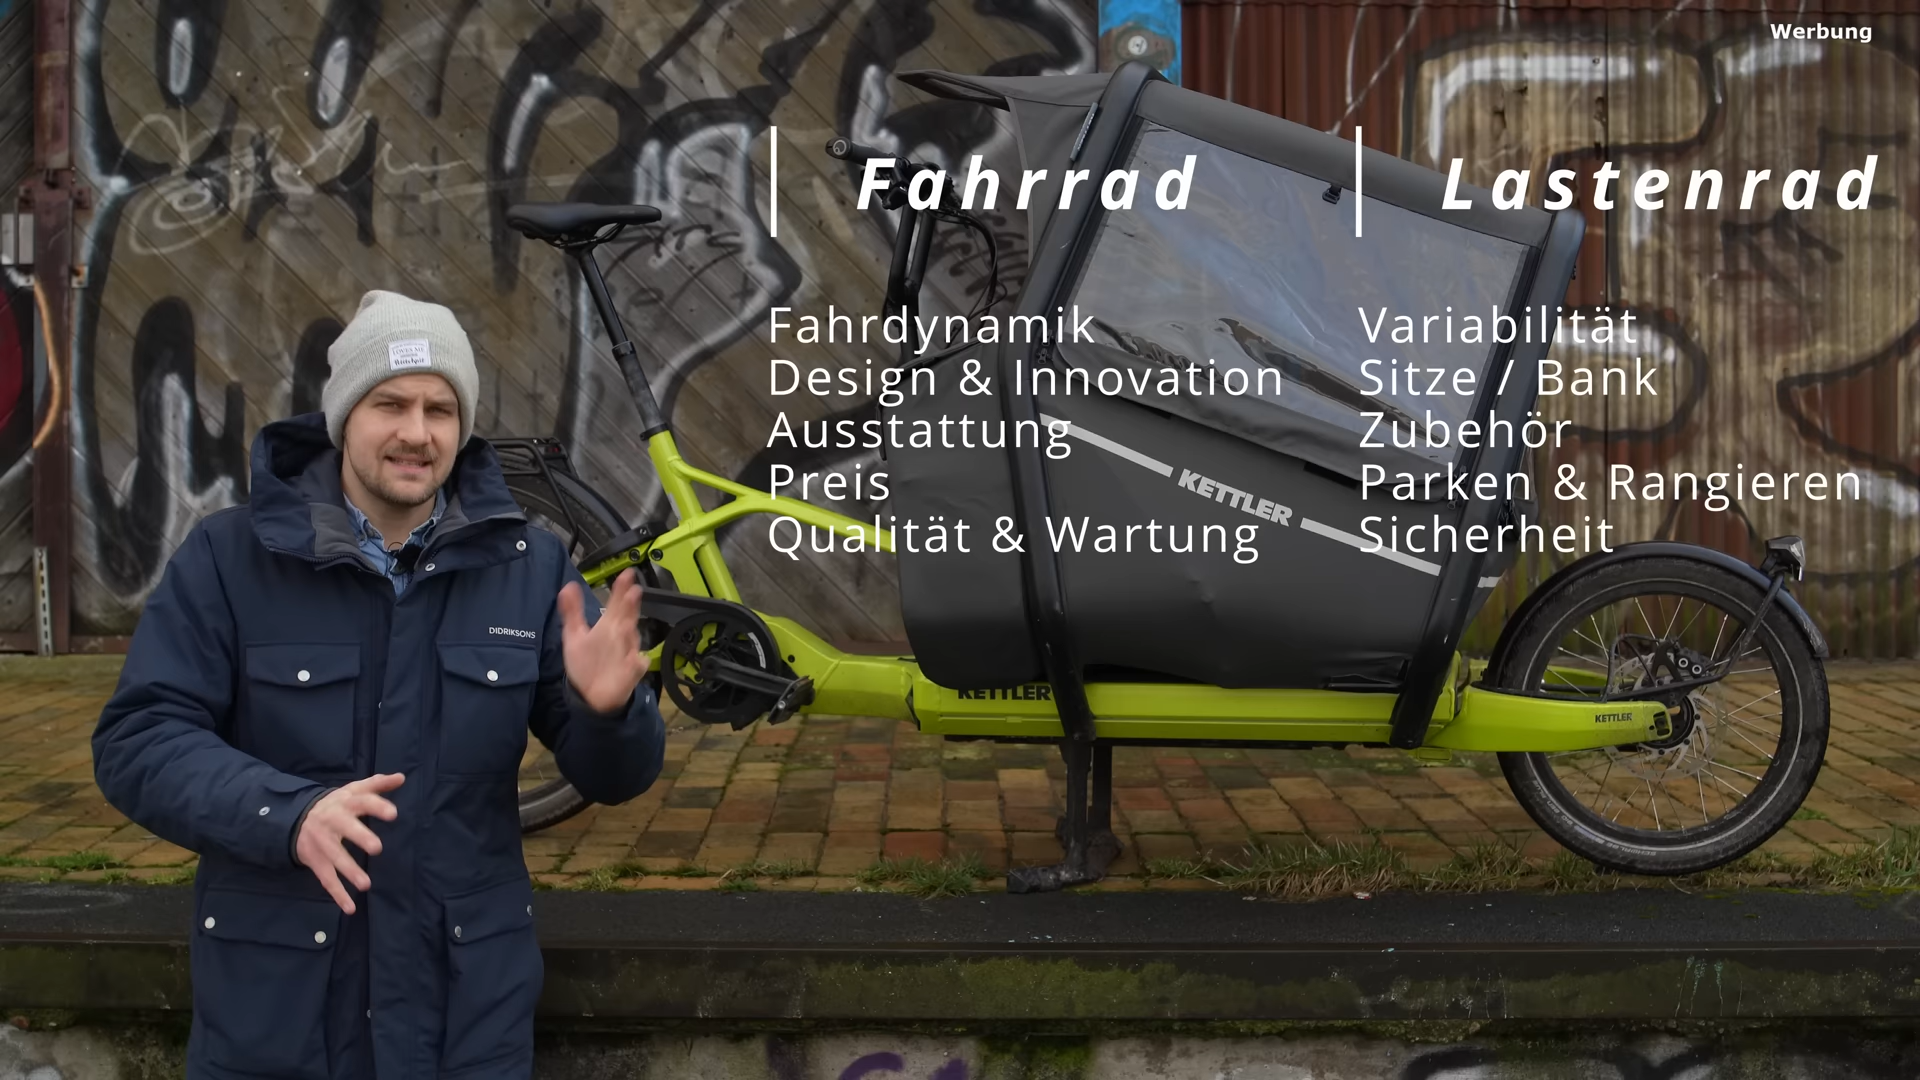 Werbung
Fahrrad
Fahrdynamik
Design & Innovation
Ausstattung
Preis
Qualität & Wartung
Lastenrad
Variabilität
Sitze / Bank
Zubehör
Parken & Rangieren
Sicherheit
KETTLER
KETTLER
KETTLER
DIDRIKSONS